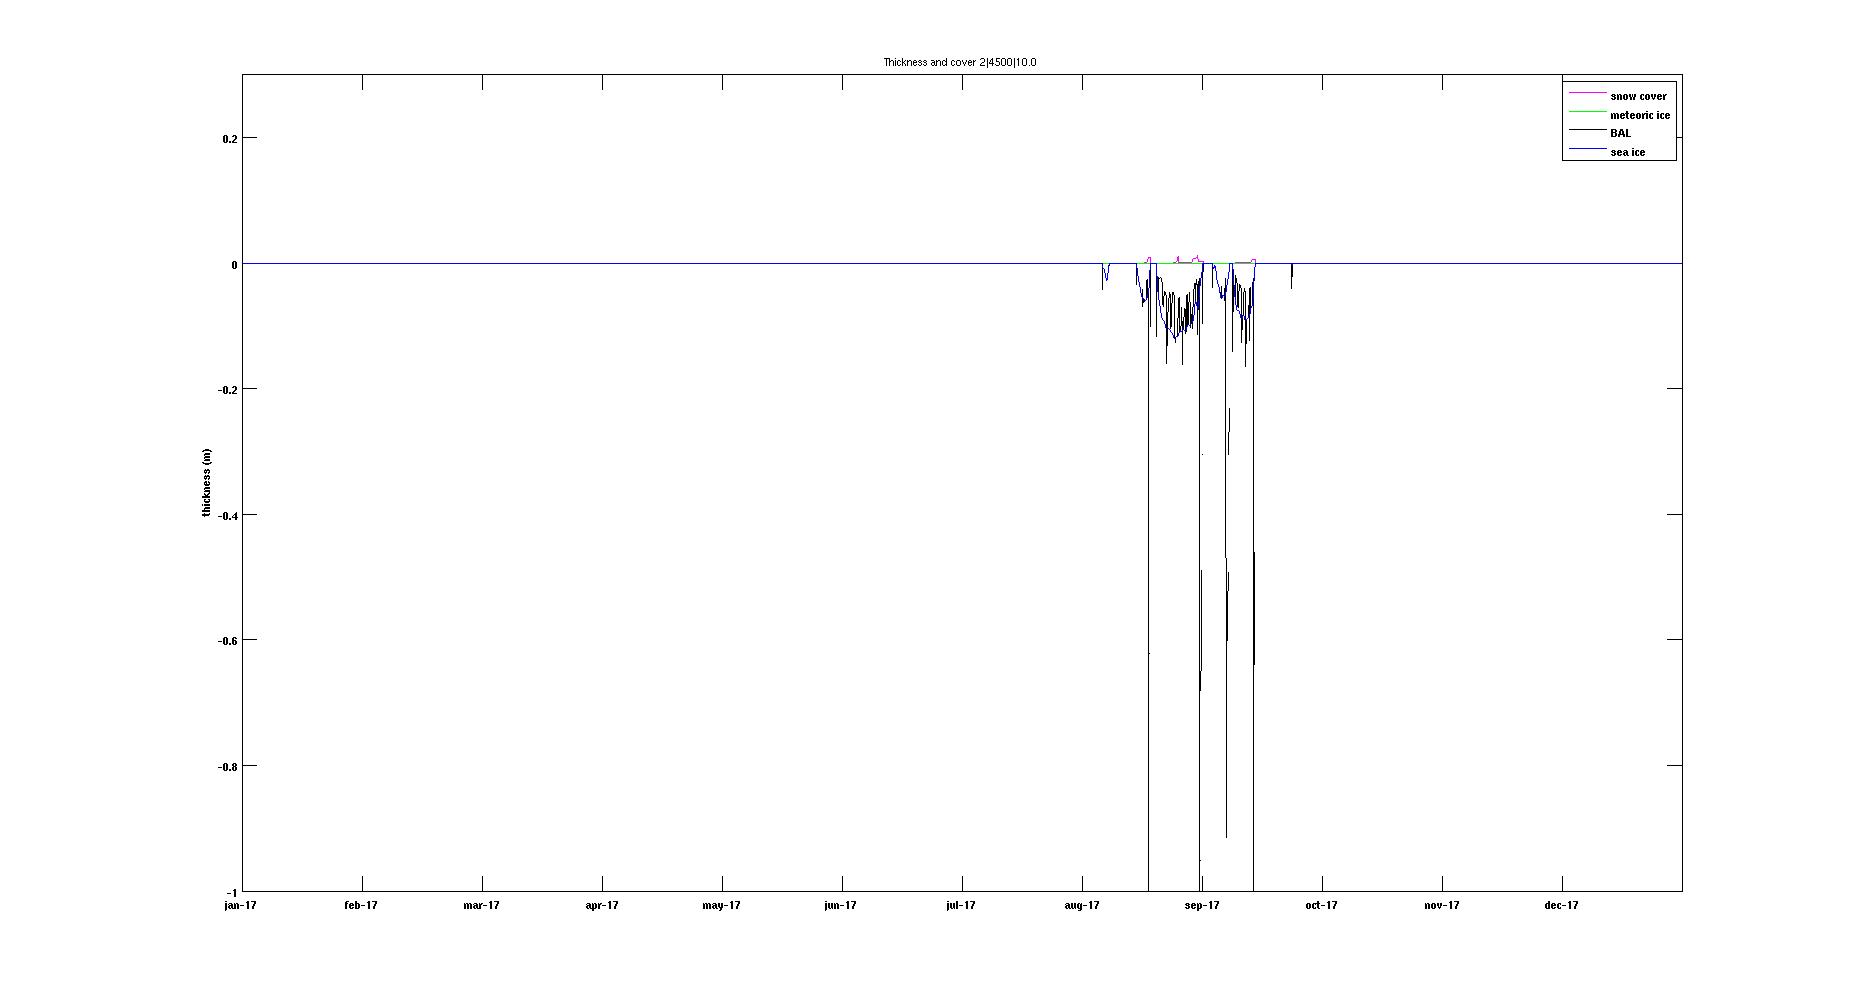 Thickness and cover 2|4500|10.0
snow cover
meteoric ice
BAL
sea ice
0.2
0
-0.2
-0.4
-0.6
-0.8
-1
thickness (m)
jan-17 feb-17 mar-17 apr-17 may-17 jun-17 jul-17 aug-17 sep-17 oct-17 nov-17 dec-17